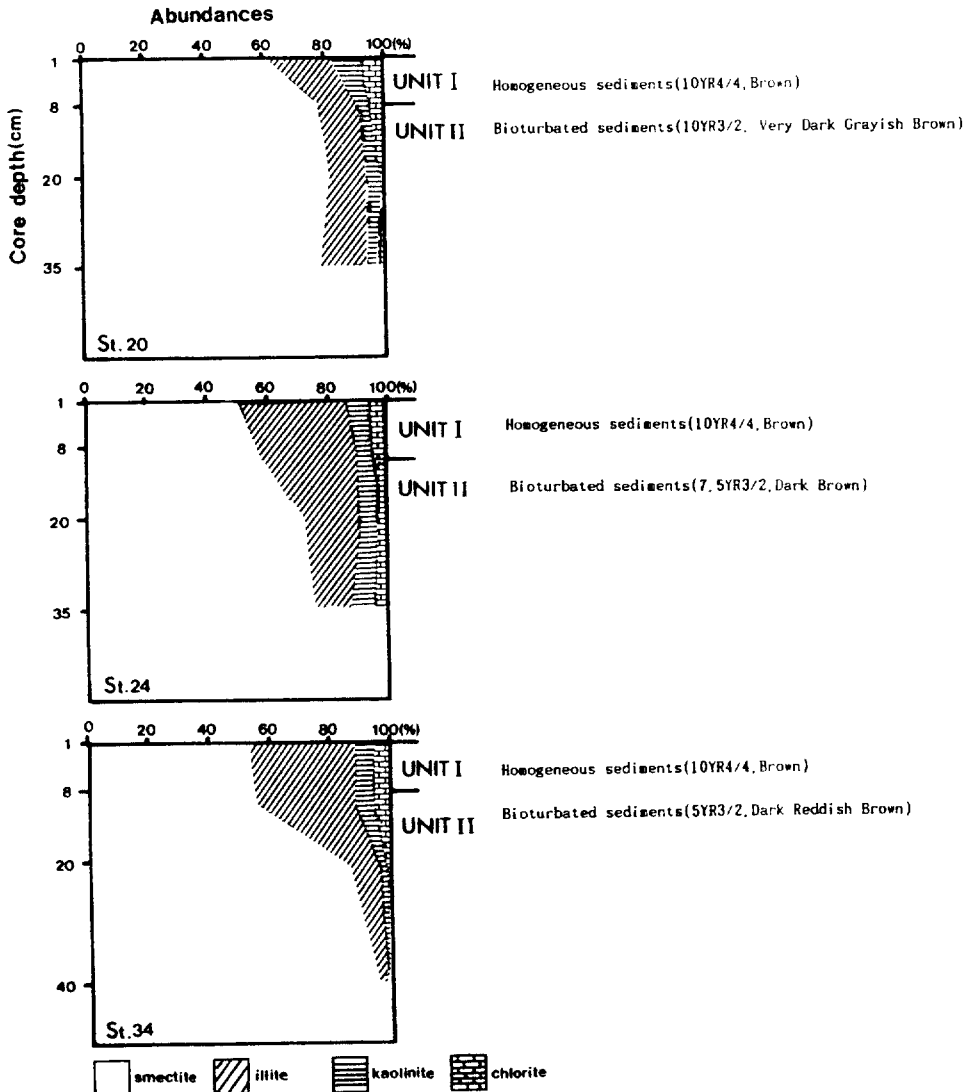 Abundances
0 20 40 60 80 100(%)
Core depth(cm)
1
8
20
35
UNIT I Homogeneous sediments(10YR4/4, Brown)
UNIT II Bioturbated sediments(10YR3/2, Very Dark Grayish Brown)
St.20
0 20 40 60 80 100(%)
1
8
20
35
UNIT I Homogeneous sediments(10YR4/4, Brown)
UNIT II Bioturbated sediments(7,5YR3/2, Dark Brown)
St.24
0 20 40 60 80 100(%)
1
8
20
40
UNIT I Homogeneous sediments(10YR4/4, Brown)
UNIT II Bioturbated sediments(5YR3/2, Dark Reddish Brown)
St.34
smectite illite kaolinite chlorite